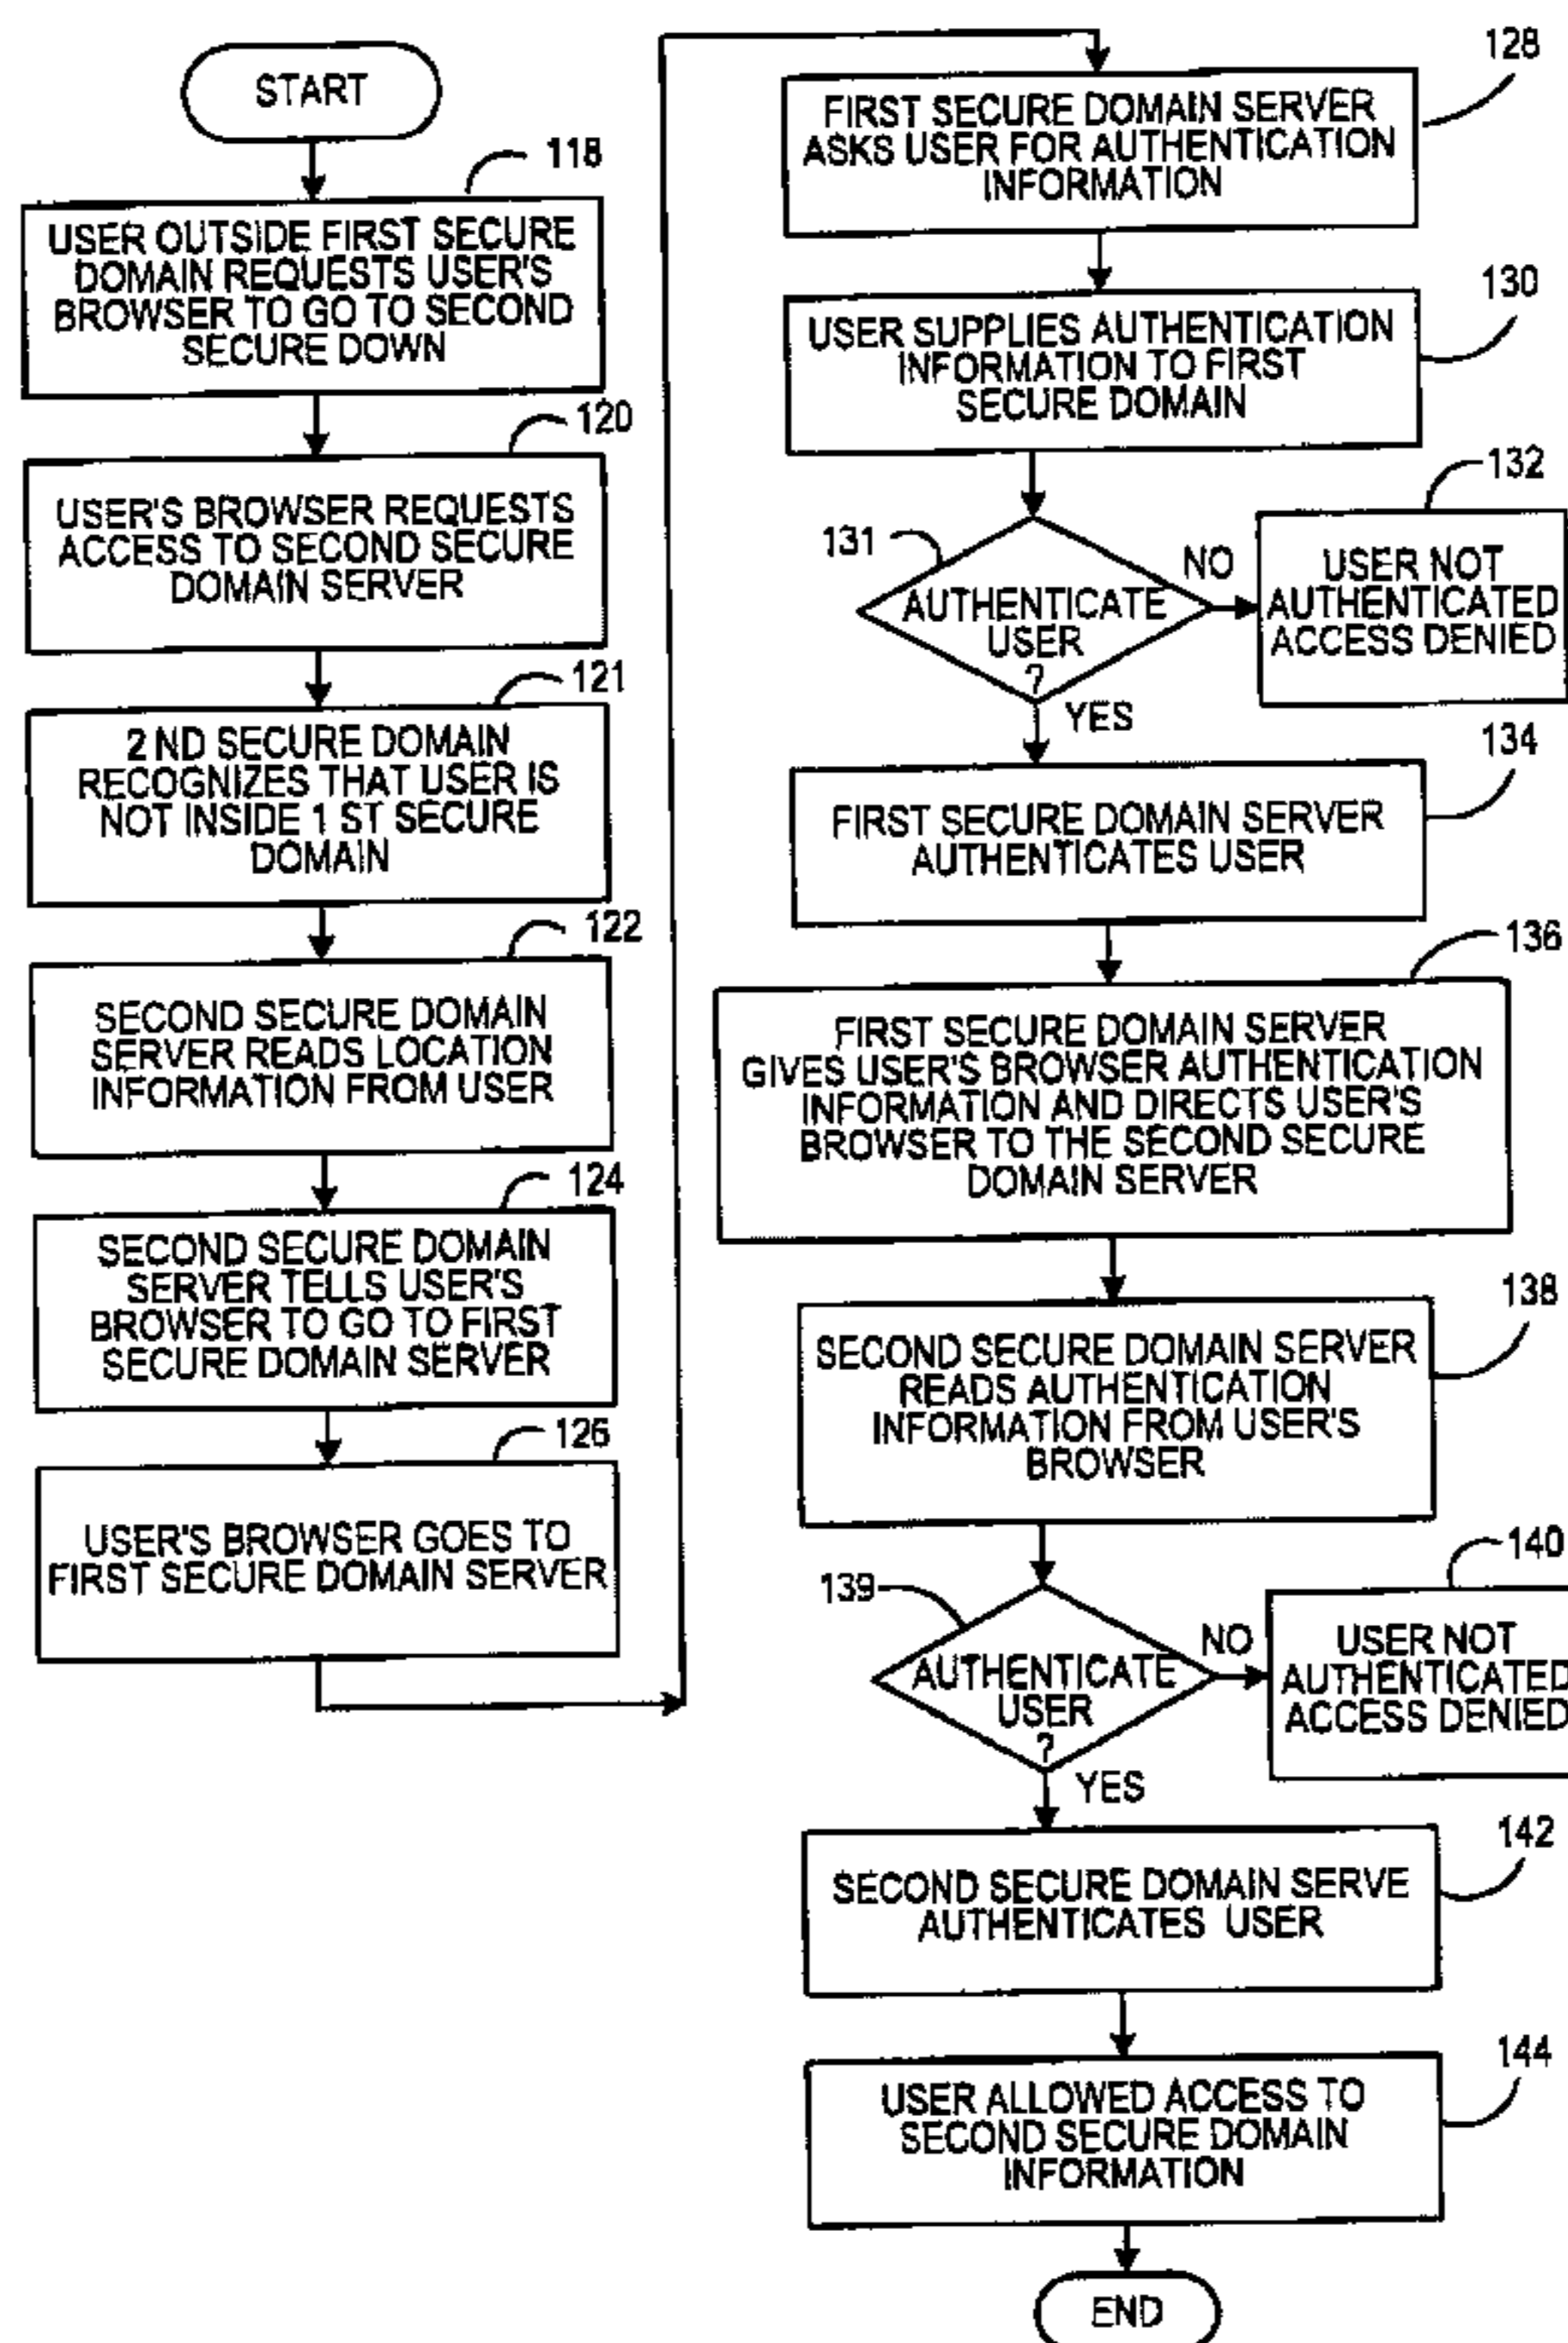 START
118
USER OUTSIDE FIRST SECURE
DOMAIN REQUESTS USER'S
BROWSER TO GO TO SECOND
SECURE DOWN
120
USER'S BROWSER REQUESTS
ACCESS TO SECOND SECURE
DOMAIN SERVER
121
2 ND SECURE DOMAIN
RECOGNIZES THAT USER IS
NOT INSIDE 1 ST SECURE
DOMAIN
122
SECOND SECURE DOMAIN
SERVER READS LOCATION
INFORMATION FROM USER
124
SECOND SECURE DOMAIN
SERVER TELLS USER'S
BROWSER TO GO TO FIRST
SECURE DOMAIN SERVER
126
USER'S BROWSER GOES TO
FIRST SECURE DOMAIN SERVER
128
FIRST SECURE DOMAIN SERVER
ASKS USER FOR AUTHENTICATION
INFORMATION
130
USER SUPPLIES AUTHENTICATION
INFORMATION TO FIRST
SECURE DOMAIN
131
AUTHENTICATE
USER
?
NO
132
USER NOT
AUTHENTICATED
ACCESS DENIED
YES
134
FIRST SECURE DOMAIN SERVER
AUTHENTICATES USER
136
FIRST SECURE DOMAIN SERVER
GIVES USER'S BROWSER AUTHENTICATION
INFORMATION AND DIRECTS USER'S
BROWSER TO THE SECOND SECURE
DOMAIN SERVER
138
SECOND SECURE DOMAIN SERVER
READS AUTHENTICATION
INFORMATION FROM USER'S
BROWSER
139
AUTHENTICATE
USER
?
NO
140
USER NOT
AUTHENTICATED
ACCESS DENIED
YES
142
SECOND SECURE DOMAIN SERVE
AUTHENTICATES USER
144
USER ALLOWED ACCESS TO
SECOND SECURE DOMAIN
INFORMATION
END